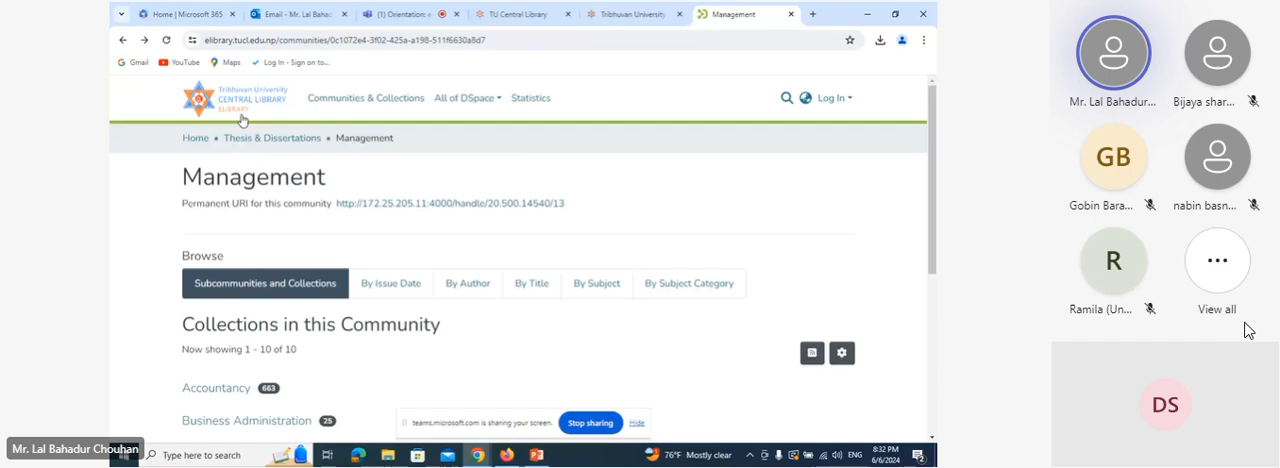 Home | Microsoft 365
Email - Mr. Lal Bahad
(1) Orientation: e
TU Central Library
Tribhuvan University
Management
elibrary.tucl.edu.np/communities/0c1072e4-3f02-425a-a198-511f6630a8d7
Gmail
YouTube
Maps
Log In - Sign on to...
Tribhuvan University
CENTRAL LIBRARY
ELIBRARY
Communities & Collections
All of DSpace
Statistics
Log In
Home • Thesis & Dissertations • Management
Management
Permanent URI for this community http://172.25.205.11:4000/handle/20.500.14540/13
Browse
Subcommunities and Collections
By Issue Date
By Author
By Title
By Subject
By Subject Category
Collections in this Community
Now showing 1 - 10 of 10
Accountancy 663
Business Administration 25
teams.microsoft.com is sharing your screen.
Stop sharing
Hide
Mr. Lal Bahadur Chouhan
Type here to search
76°F Mostly clear
ENG
8:32 PM
6/6/2024
2
Mr. Lal Bahadur...
Bijaya shar...
GB
Gobin Bara...
nabin basn...
R
Ramila (Un...
View all
DS